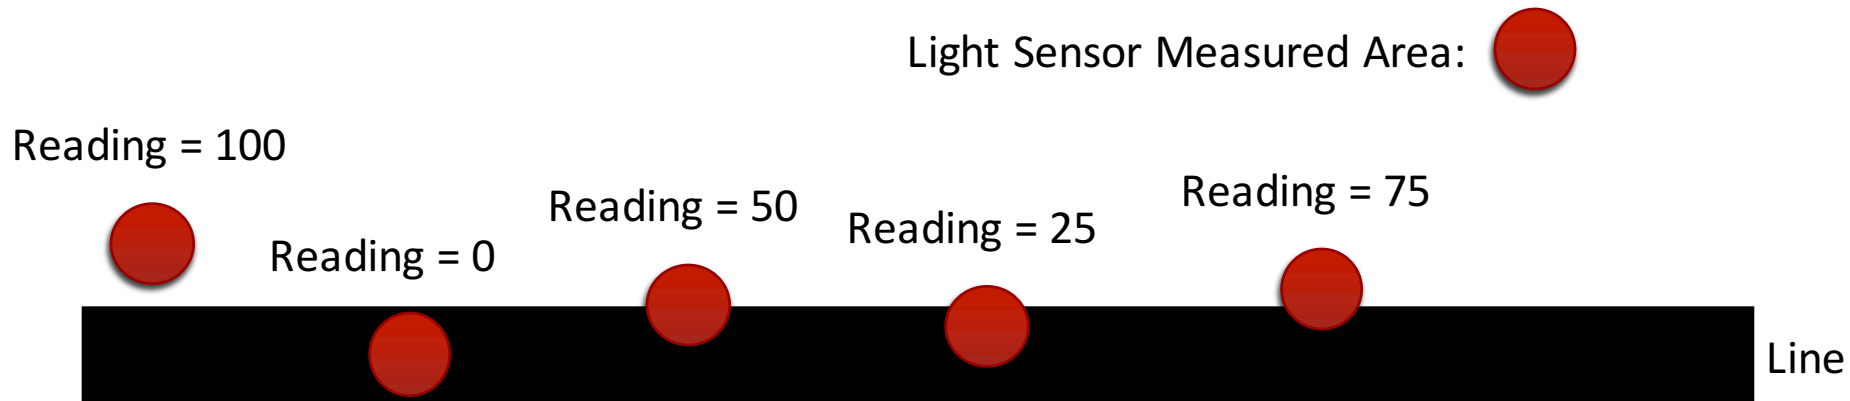 Light Sensor Measured Area:
Reading = 100
Reading = 0
Reading = 50
Reading = 25
Reading = 75
Line